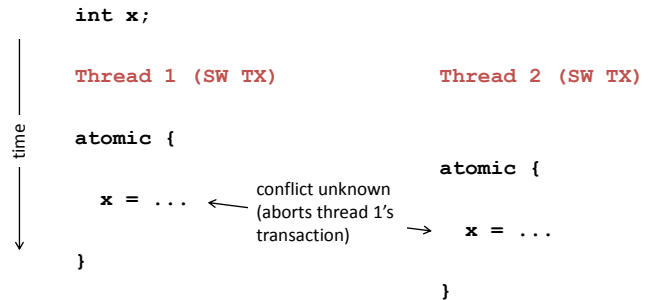 int x;
Thread 1 (SW TX)
Thread 2 (SW TX)
time
atomic {
atomic {
x = ...
conflict unknown
(aborts thread 1’s
transaction)
x = ...
}
}